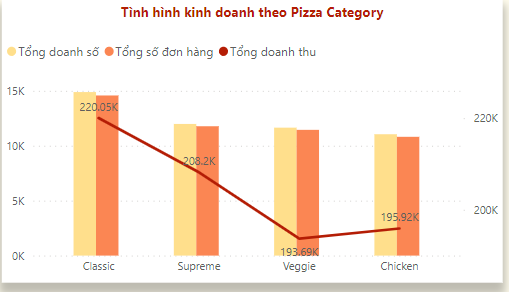 Tình hình kinh doanh theo Pizza Category
Tổng doanh số Tổng số đơn hàng Tổng doanh thu
15K
220.05K
220K
10K
208.2K
5K
195.92K
200K
193.69K
0K
Classic Supreme Veggie Chicken